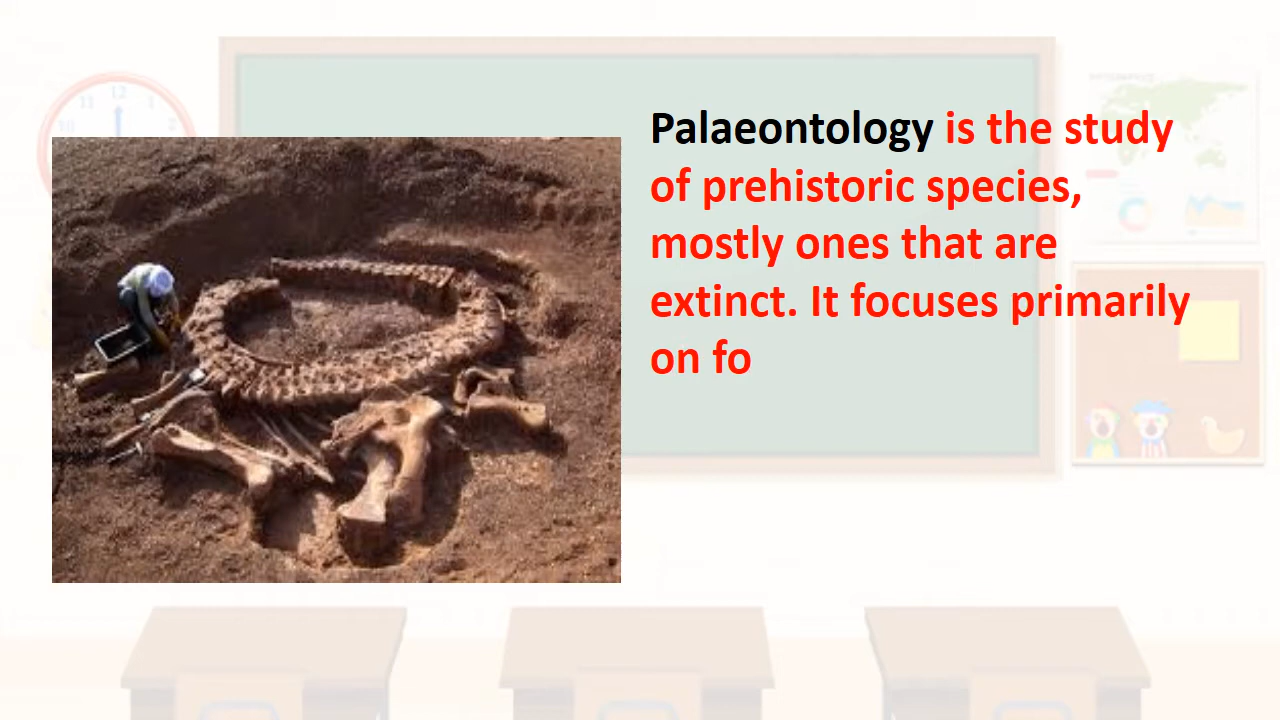 Palaeontology is the study
of prehistoric species,
mostly ones that are
extinct. It focuses primarily
on fo